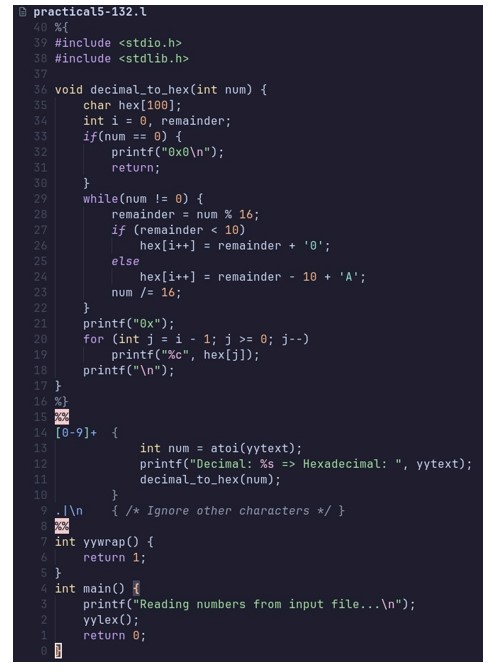 practical5-132.l
40 %{
39 #include <stdio.h>
38 #include <stdlib.h>
37
36 void decimal_to_hex(int num) {
35     char hex[100];
34     int i = 0, remainder;
33     if(num == 0) {
32         printf("0x0\n");
31         return;
30     }
29     while(num != 0) {
28         remainder = num % 16;
27         if (remainder < 10)
26             hex[i++] = remainder + '0';
25         else
24             hex[i++] = remainder - 10 + 'A';
23         num /= 16;
22     }
21     printf("0x");
20     for (int j = i - 1; j >= 0; j--)
19         printf("%c", hex[j]);
18     printf("\n");
17 }
16 %}
15 %%
14 [0-9]+  {
13             int num = atoi(yytext);
12             printf("Decimal: %s => Hexadecimal: ", yytext);
11             decimal_to_hex(num);
10         }
9 .|\n    { /* Ignore other characters */ }
8 %%
7 int yywrap() {
6     return 1;
5 }
4 int main() {
3     printf("Reading numbers from input file...\n");
2     yylex();
1     return 0;
0 }